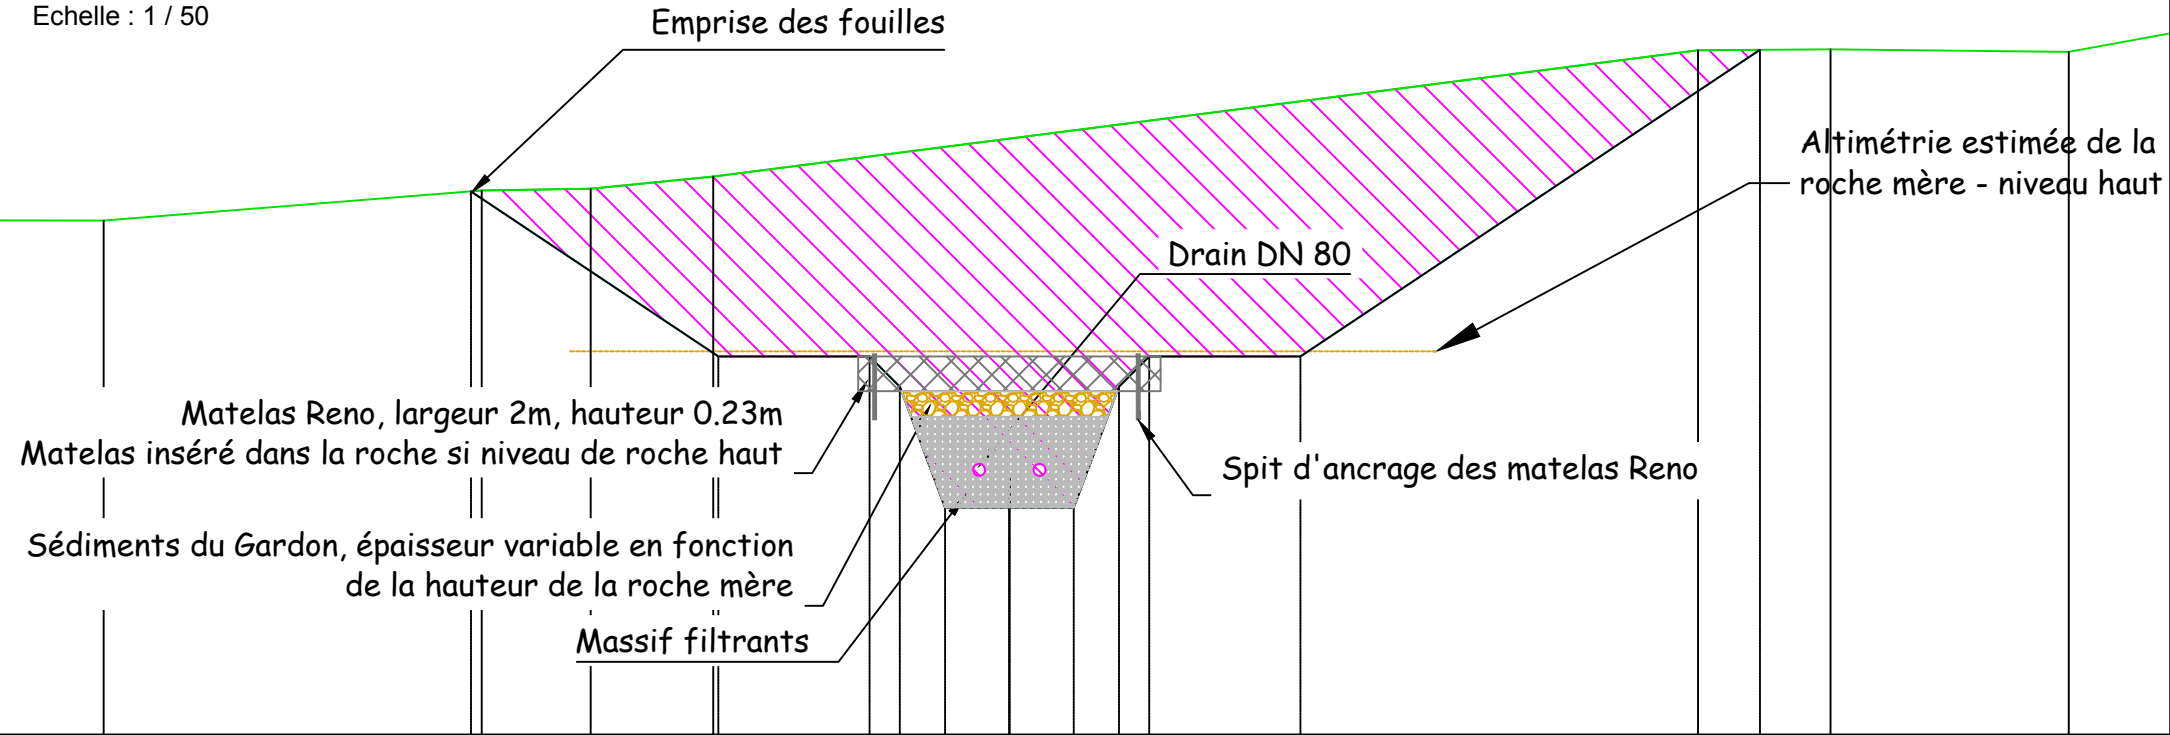 Echelle : 1 / 50
Emprise des fouilles
Altimétrie estimée de la
roche mère - niveau haut
Drain DN 80
Matelas Reno, largeur 2m, hauteur 0.23m
Matelas inséré dans la roche si niveau de roche haut
Spit d'ancrage des matelas Reno
Sédiments du Gardon, épaisseur variable en fonction
de la hauteur de la roche mère
Massif filtrants